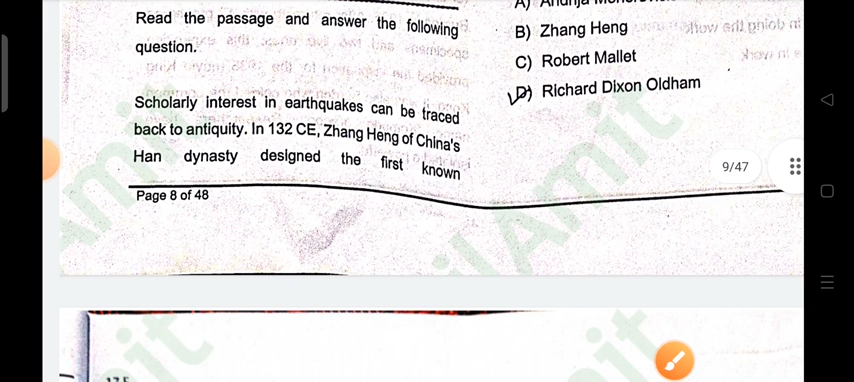 Read the passage and answer the following
question.
Scholarly interest in earthquakes can be traced
back to antiquity. In 132 CE, Zhang Heng of China's
Han dynasty designed the first known
Page 8 of 48
B) Zhang Heng
C) Robert Mallet
D) Richard Dixon Oldham
9/47